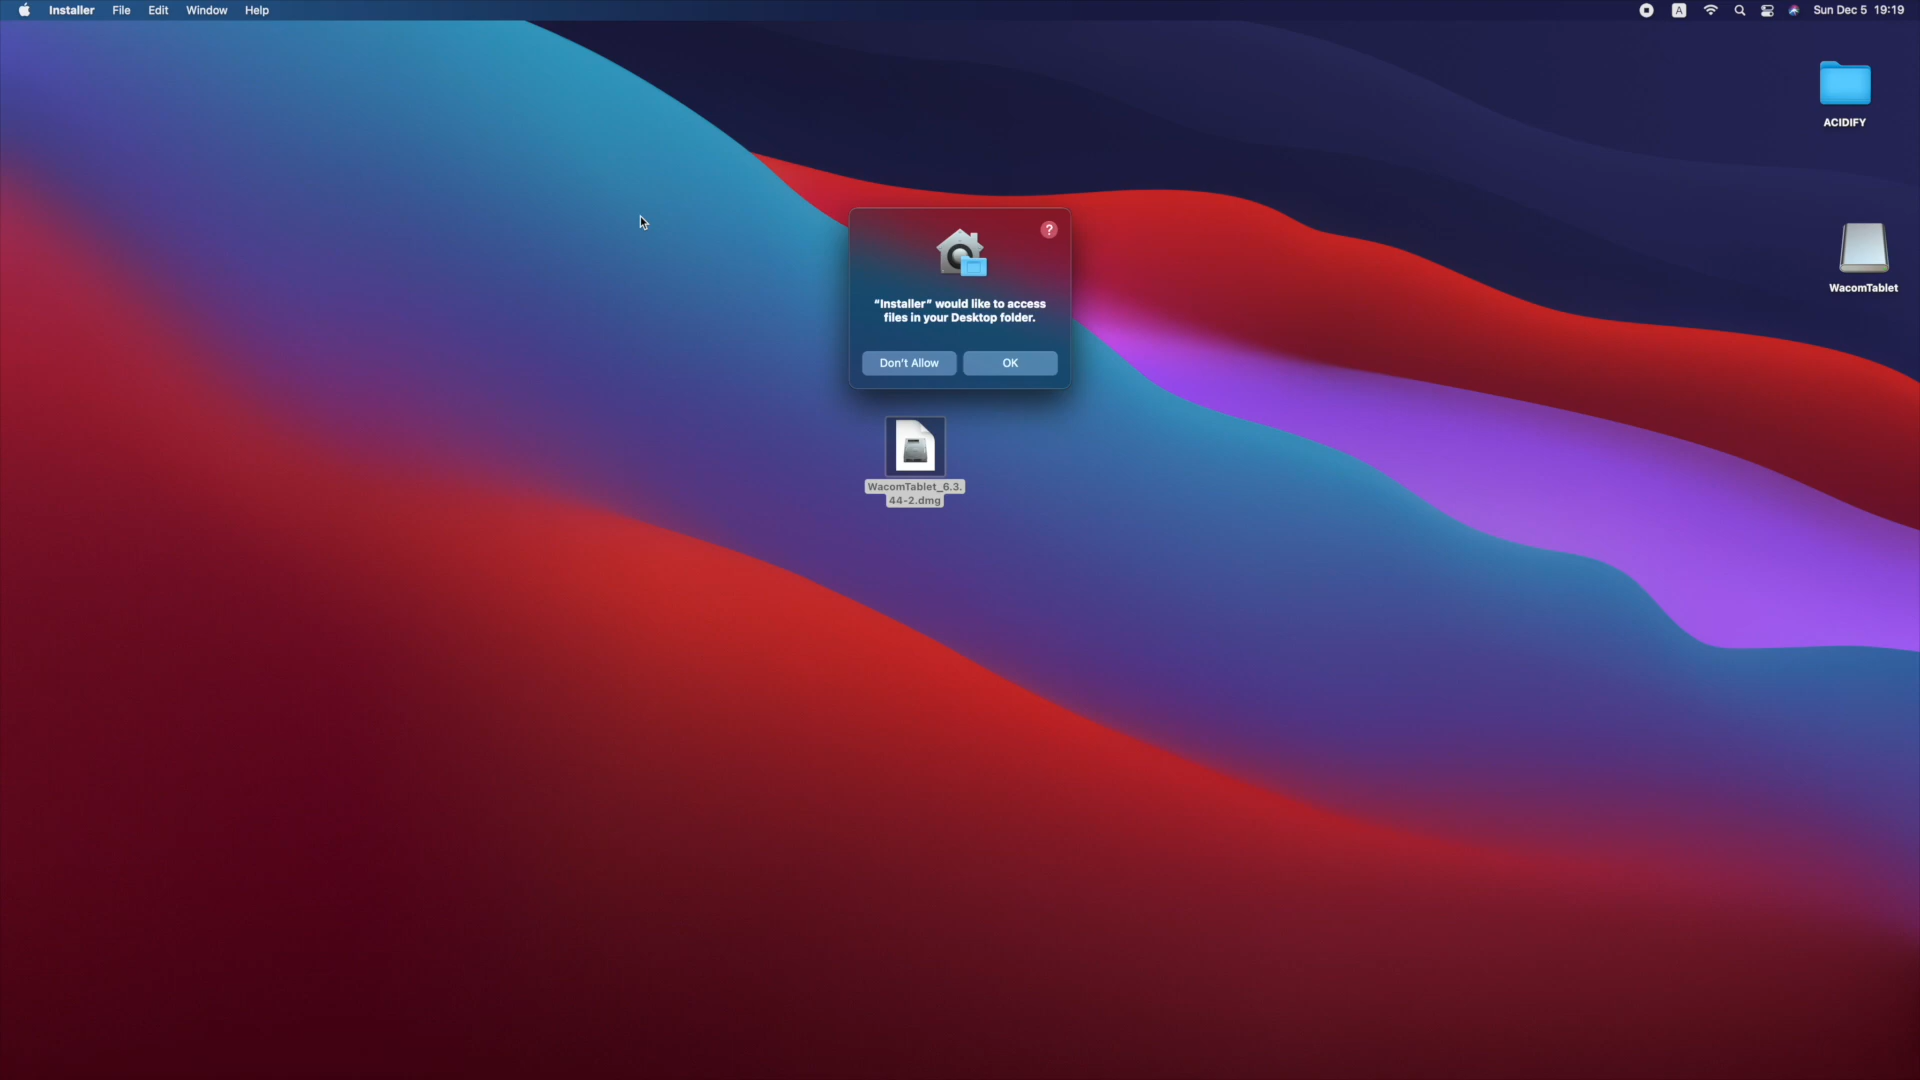 Installer File Edit Window Help
A Sun Dec 5 19:19
ACIDIFY
?
WacomTablet
“Installer” would like to access
files in your Desktop folder.
Don’t Allow OK
WacomTablet_6.3.
44-2.dmg